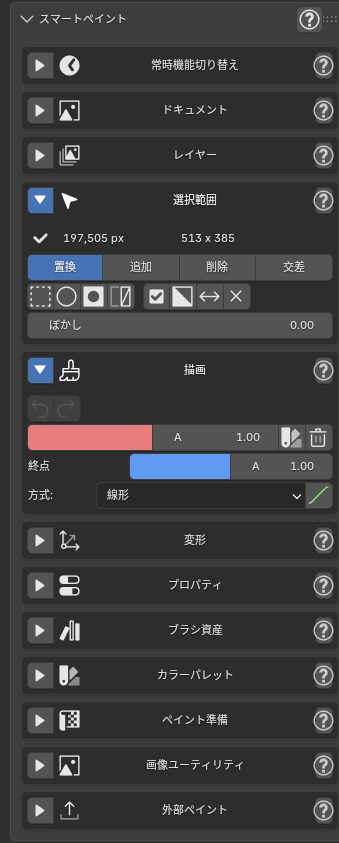 スマートペイント
常時機能切り替え
ドキュメント
レイヤー
選択範囲
197,505 px 513 x 385
置換 追加 削除 交差
ぼかし 0.00
描画
A 1.00
終点 A 1.00
方式: 線形
変形
プロパティ
ブラシ資産
カラーパレット
ペイント準備
画像ユーティリティ
外部ペイント